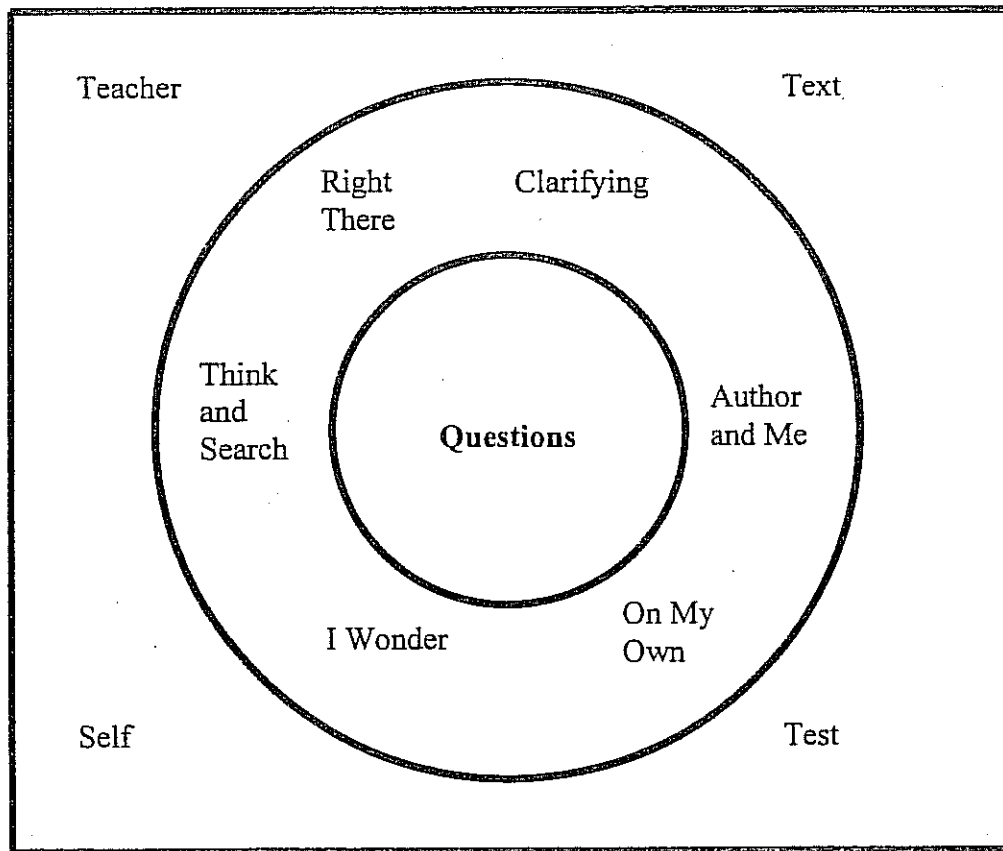 Teacher
Text
Right
There
Clarifying
Think
and
Search
Questions
Author
and Me
I Wonder
On My
Own
Self
Test